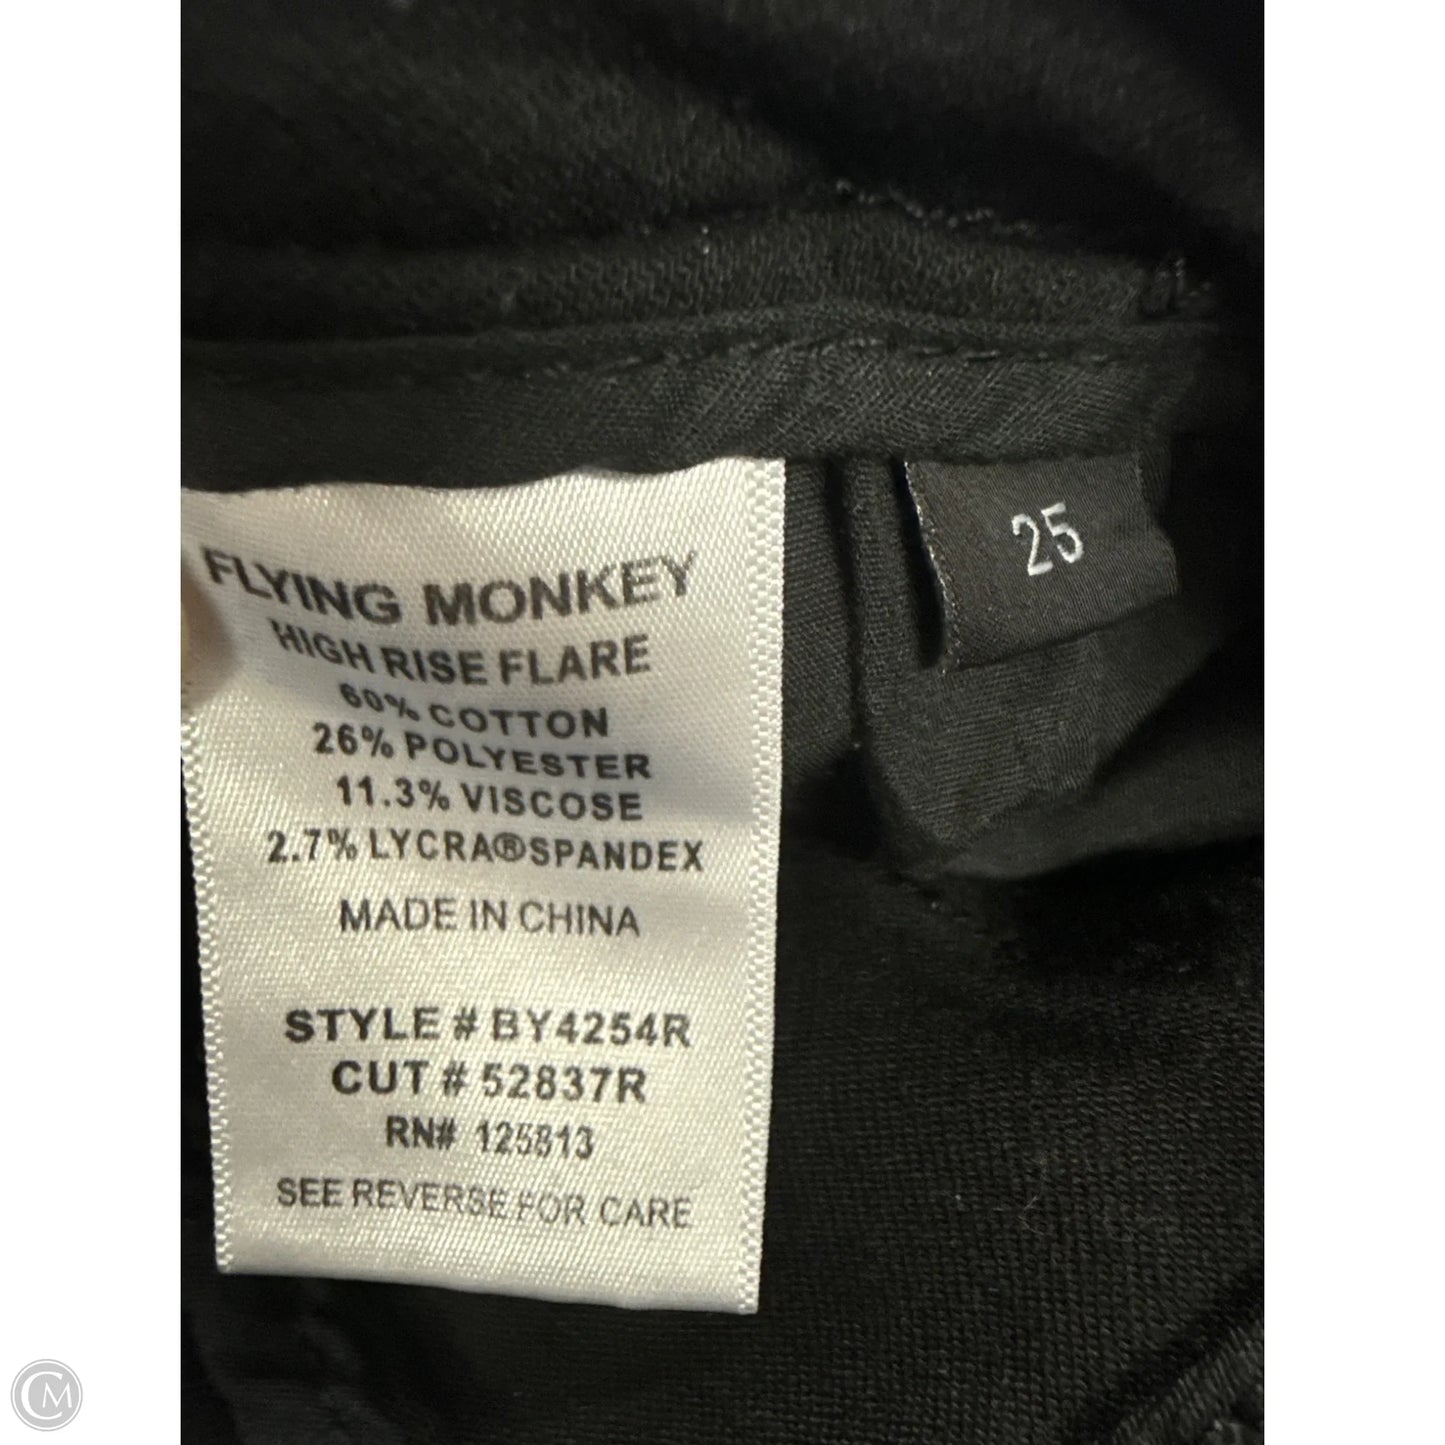 FLYING MONKEY
HIGH RISE FLARE
60% COTTON
26% POLYESTER
11.3% VISCOSE
2.7% LYCRA®SPANDEX
MADE IN CHINA
STYLE # BY4254R
CUT # 52837R
RN# 125813
SEE REVERSE FOR CARE
25
CM